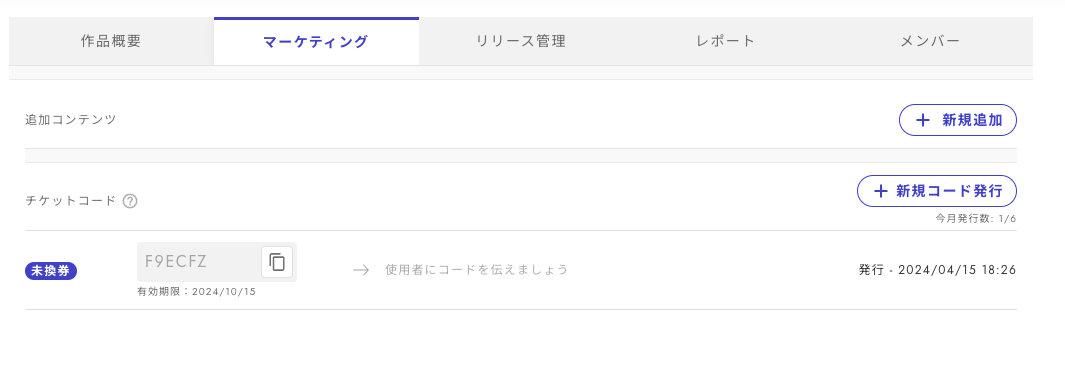 作品概要 マーケティング リリース管理 レポート メンバー
追加コンテンツ
新規追加
チケットコード
新規コード発行
今月発行数: 1/6
未換券
F9ECFZ
有効期限：2024/10/15
使用者にコードを伝えましょう
発行 - 2024/04/15 18:26